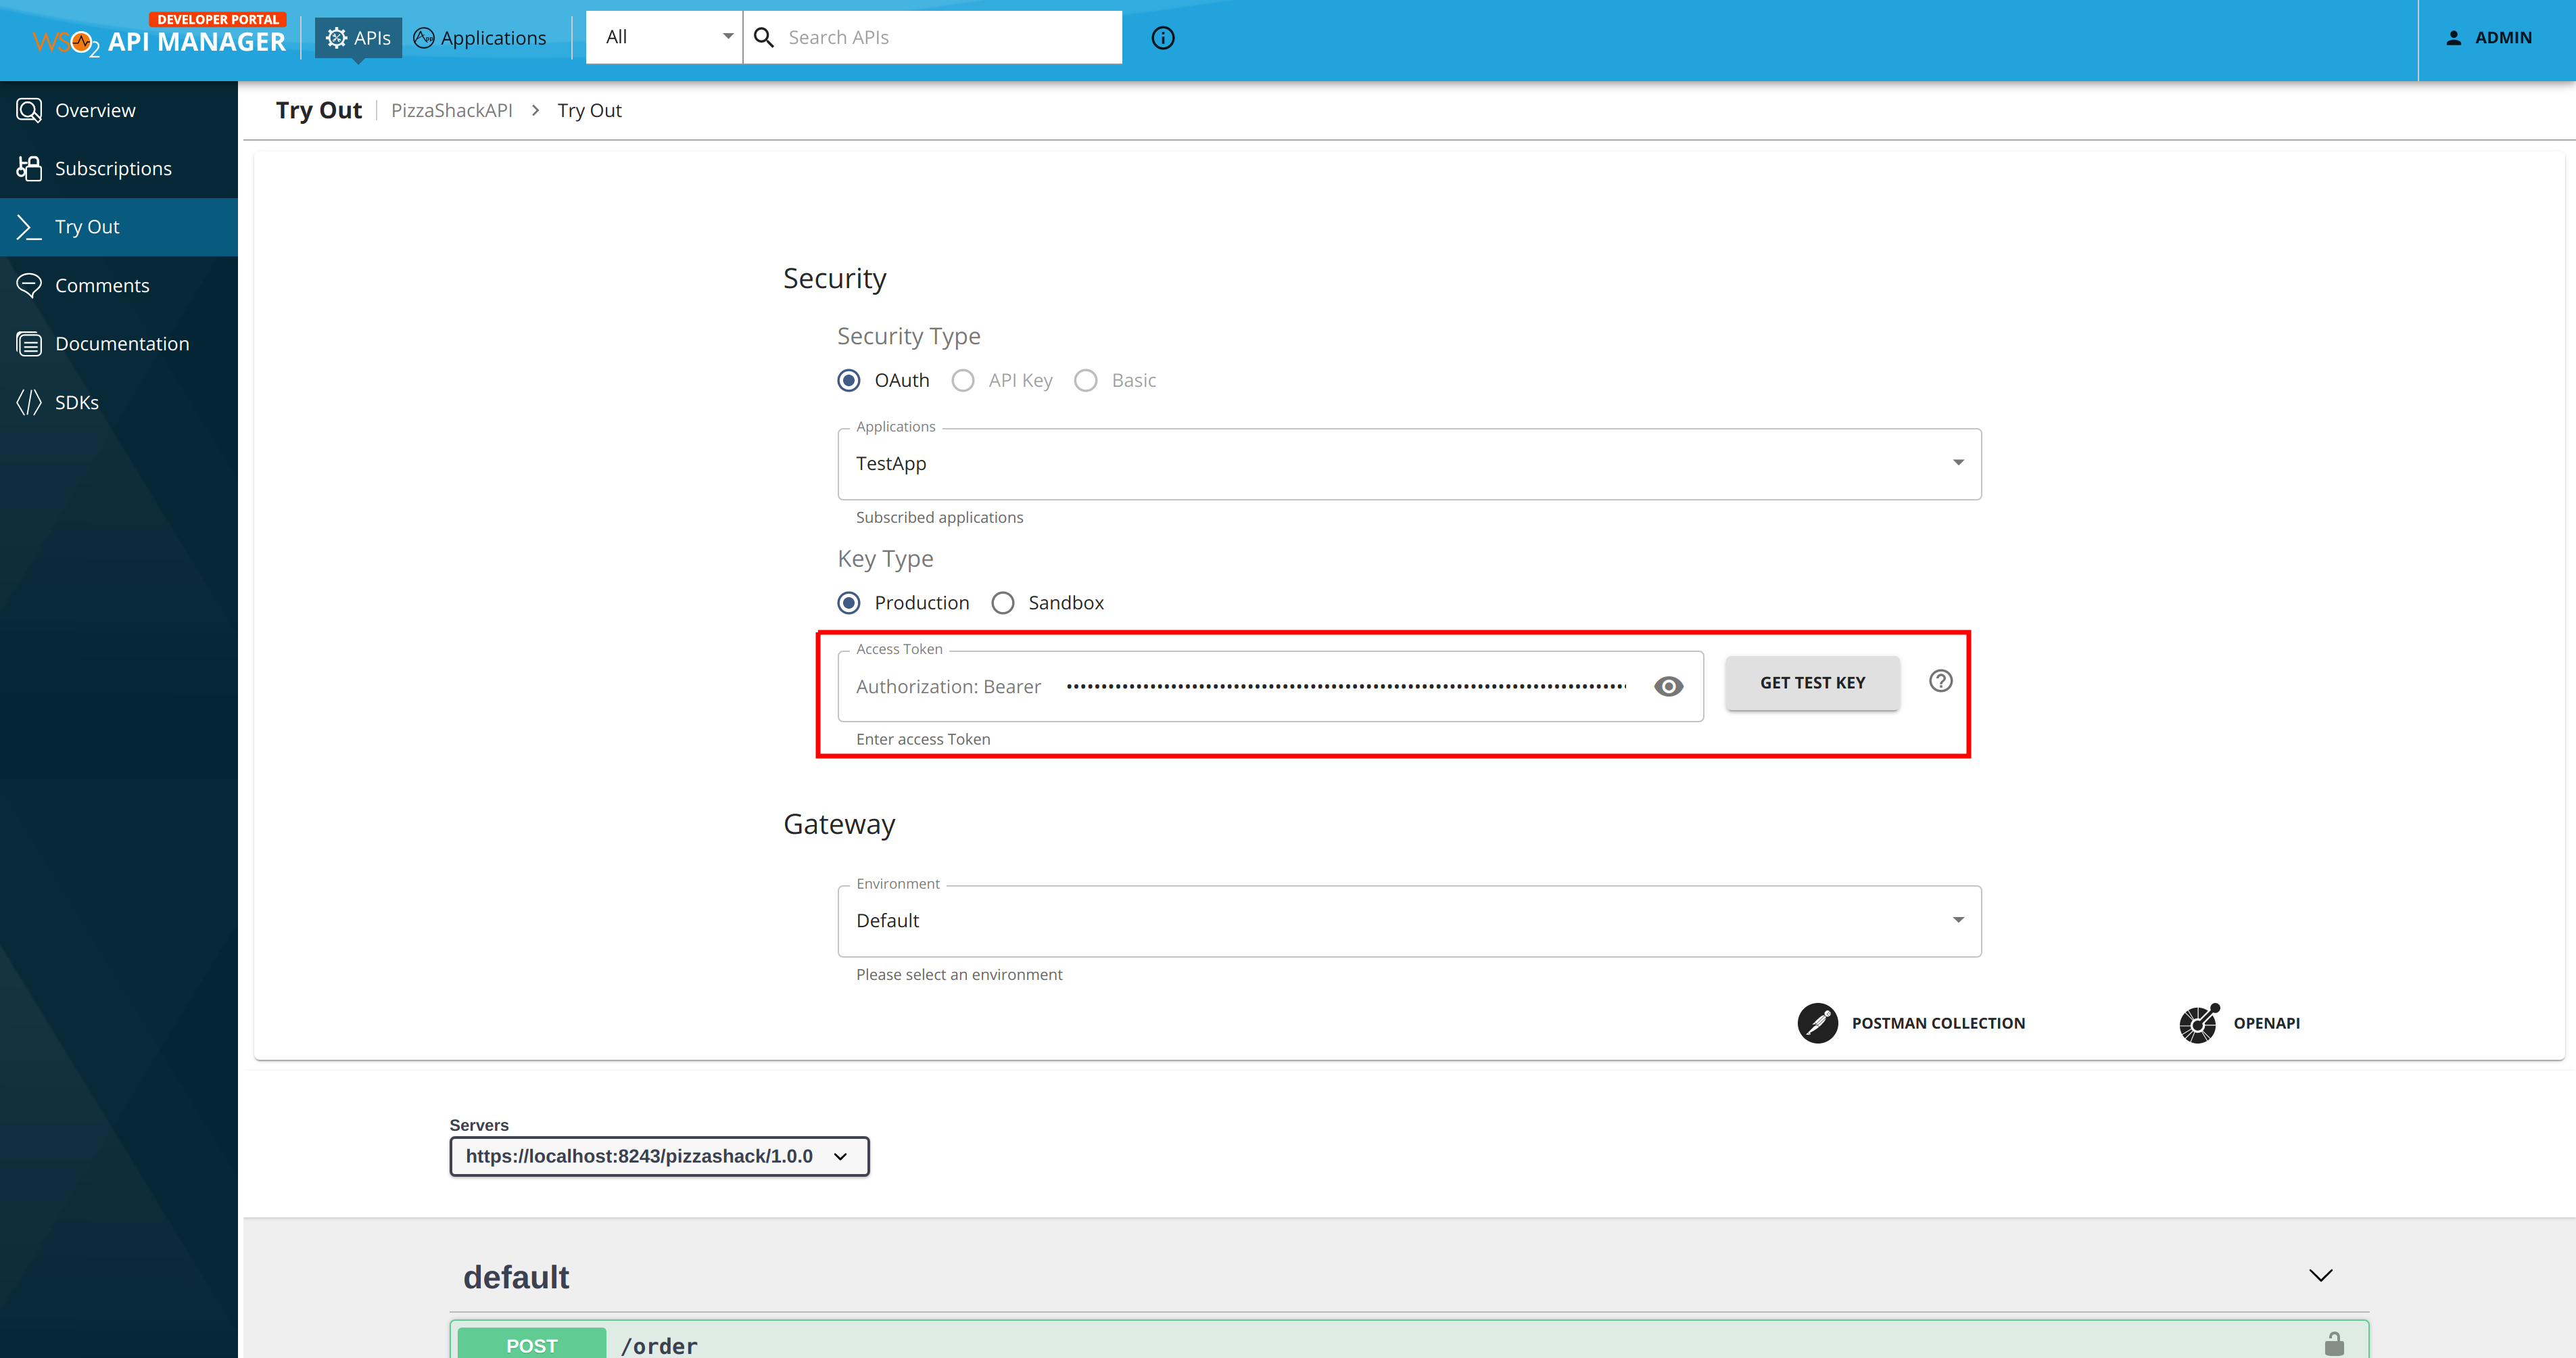 DEVELOPER PORTAL
WSO2 API MANAGER
APIs
Applications
All
Search APIs
ADMIN
Overview
Subscriptions
Try Out
Comments
Documentation
SDKs
Try Out
PizzaShackAPI > Try Out
Security
Security Type
OAuth
API Key
Basic
Applications
TestApp
Subscribed applications
Key Type
Production
Sandbox
Access Token
Authorization: Bearer
GET TEST KEY
Enter access Token
Gateway
Environment
Default
Please select an environment
POSTMAN COLLECTION
OPENAPI
Servers
https://localhost:8243/pizzashack/1.0.0
default
POST /order